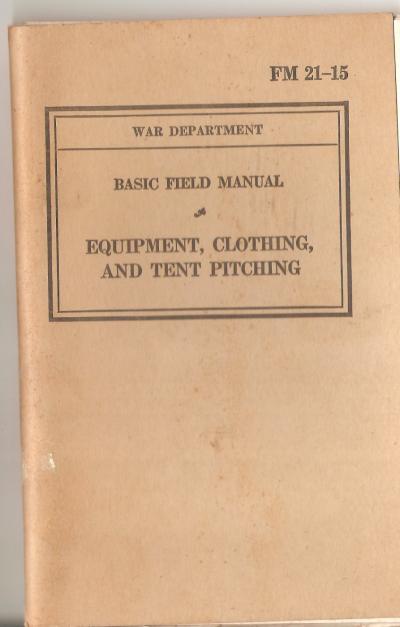 FM 21-15
WAR DEPARTMENT
BASIC FIELD MANUAL
EQUIPMENT, CLOTHING,
AND TENT PITCHING